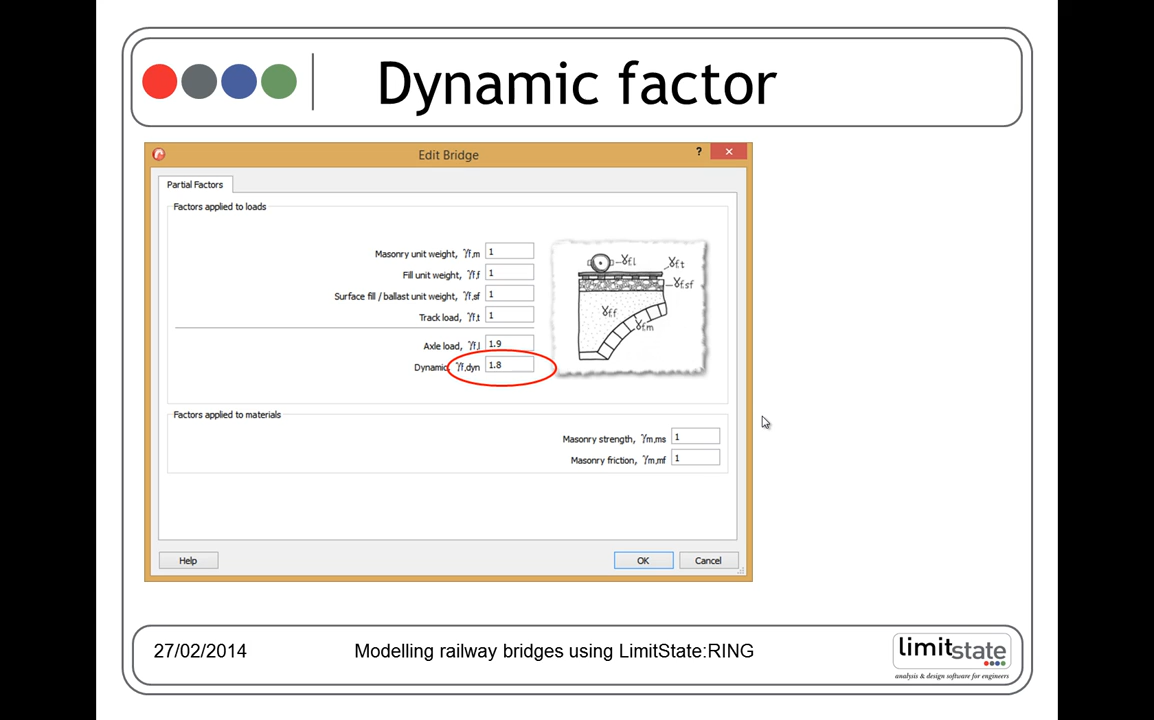 Dynamic factor
Edit Bridge
?
Partial Factors
Factors applied to loads
Masonry unit weight, γf,m 1
Fill unit weight, γf,f 1
Surface fill / ballast unit weight, γf,sf 1
Track load, γf,t 1
Axle load, γf,l 1.9
Dynamic, γf,dyn 1.8
γf.l
γf.t
γf.sf
γf.f
γf.m
Factors applied to materials
Masonry strength, γm,ms 1
Masonry friction, γm,mf 1
Help
OK
Cancel
27/02/2014
Modelling railway bridges using LimitState:RING
limitstate
analysis & design software for engineers